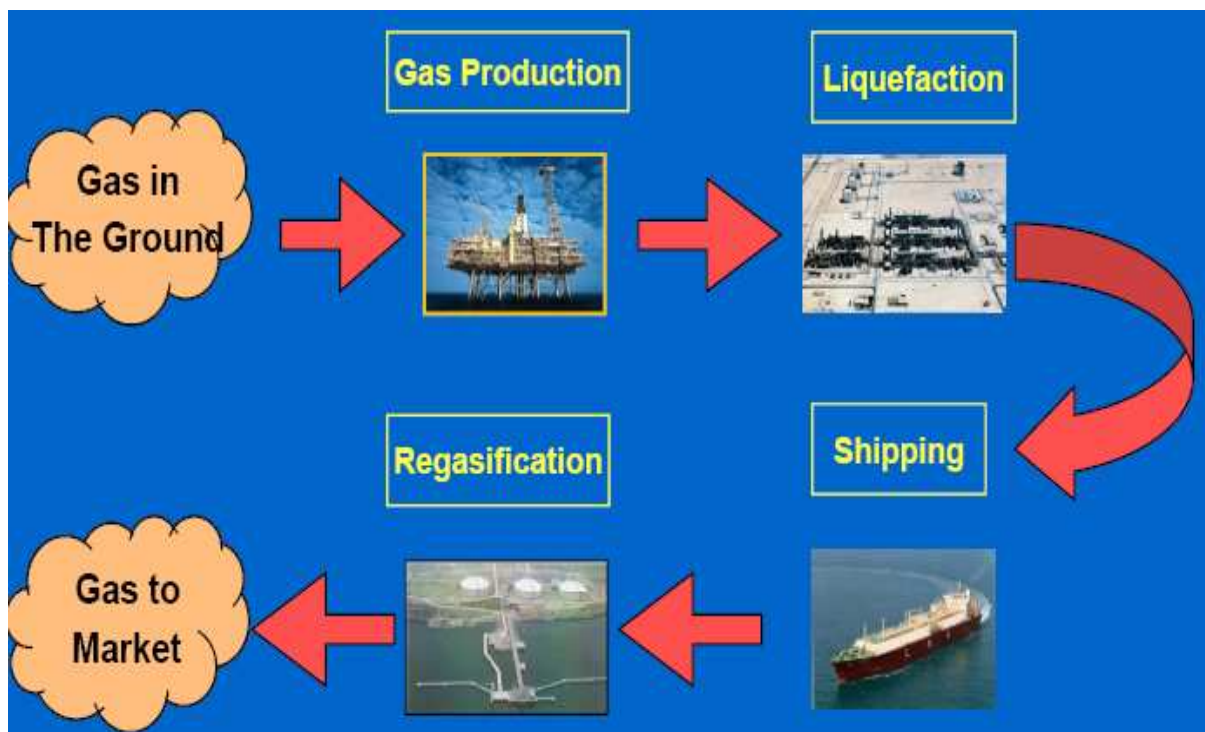 Gas Production
Liquefaction
Gas in
The Ground
Regasification
Shipping
Gas to
Market